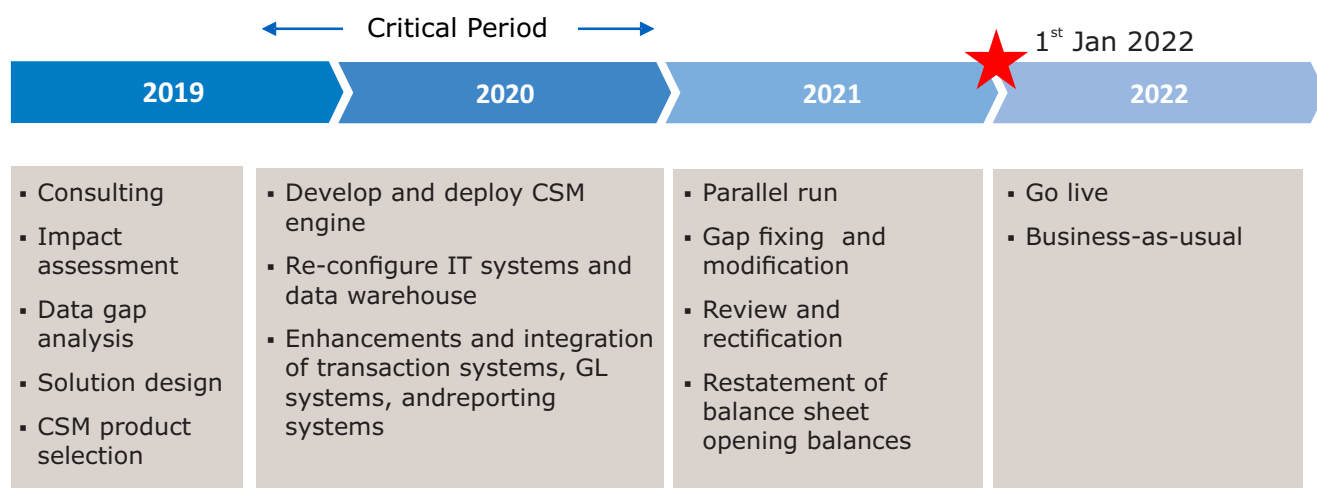 Critical Period
1st Jan 2022
2019
2020
2021
2022
▪ Consulting
▪ Impact
assessment
▪ Data gap
analysis
▪ Solution design
▪ CSM product
selection
▪ Develop and deploy CSM
engine
▪ Re-configure IT systems and
data warehouse
▪ Enhancements and integration
of transaction systems, GL
systems, andreporting
systems
▪ Parallel run
▪ Gap fixing and
modification
▪ Review and
rectification
▪ Restatement of
balance sheet
opening balances
▪ Go live
▪ Business-as-usual